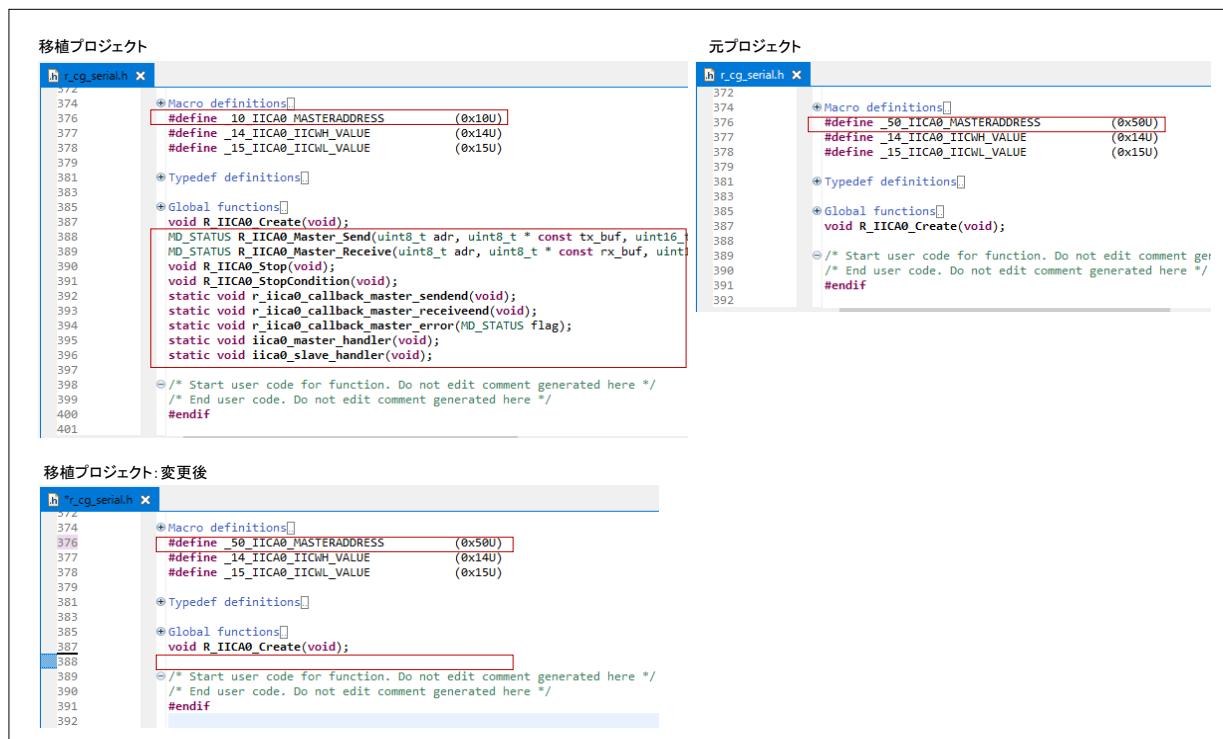 移植プロジェクト
r_cg_serial.h
372
374 Macro definitions
376 #define _10_IICA0_MASTERADDRESS (0x10U)
377 #define _14_IICA0_IICWH_VALUE (0x14U)
378 #define _15_IICA0_IICWL_VALUE (0x15U)
379
381 Typedef definitions
383
385 Global functions
387 void R_IICA0_Create(void);
388 MD_STATUS R_IICA0_Master_Send(uint8_t adr, uint8_t * const tx_buf, uint16_t
389 MD_STATUS R_IICA0_Master_Receive(uint8_t adr, uint8_t * const rx_buf, uint1
390 void R_IICA0_Stop(void);
391 void R_IICA0_StopCondition(void);
392 static void r_iica0_callback_master_sendend(void);
393 static void r_iica0_callback_master_receiveend(void);
394 static void r_iica0_callback_master_error(MD_STATUS flag);
395 static void iica0_master_handler(void);
396 static void iica0_slave_handler(void);
397
398 /* Start user code for function. Do not edit comment generated here */
399 /* End user code. Do not edit comment generated here */
400 #endif
401
元プロジェクト
r_cg_serial.h
372
374 Macro definitions
376 #define _50_IICA0_MASTERADDRESS (0x50U)
377 #define _14_IICA0_IICWH_VALUE (0x14U)
378 #define _15_IICA0_IICWL_VALUE (0x15U)
379
381 Typedef definitions
383
385 Global functions
387 void R_IICA0_Create(void);
388
389 /* Start user code for function. Do not edit comment ger
390 /* End user code. Do not edit comment generated here */
391 #endif
392
移植プロジェクト：変更後
*r_cg_serial.h
372
374 Macro definitions
376 #define _50_IICA0_MASTERADDRESS (0x50U)
377 #define _14_IICA0_IICWH_VALUE (0x14U)
378 #define _15_IICA0_IICWL_VALUE (0x15U)
379
381 Typedef definitions
383
385 Global functions
387 void R_IICA0_Create(void);
388
389 /* Start user code for function. Do not edit comment generated here */
390 /* End user code. Do not edit comment generated here */
391 #endif
392